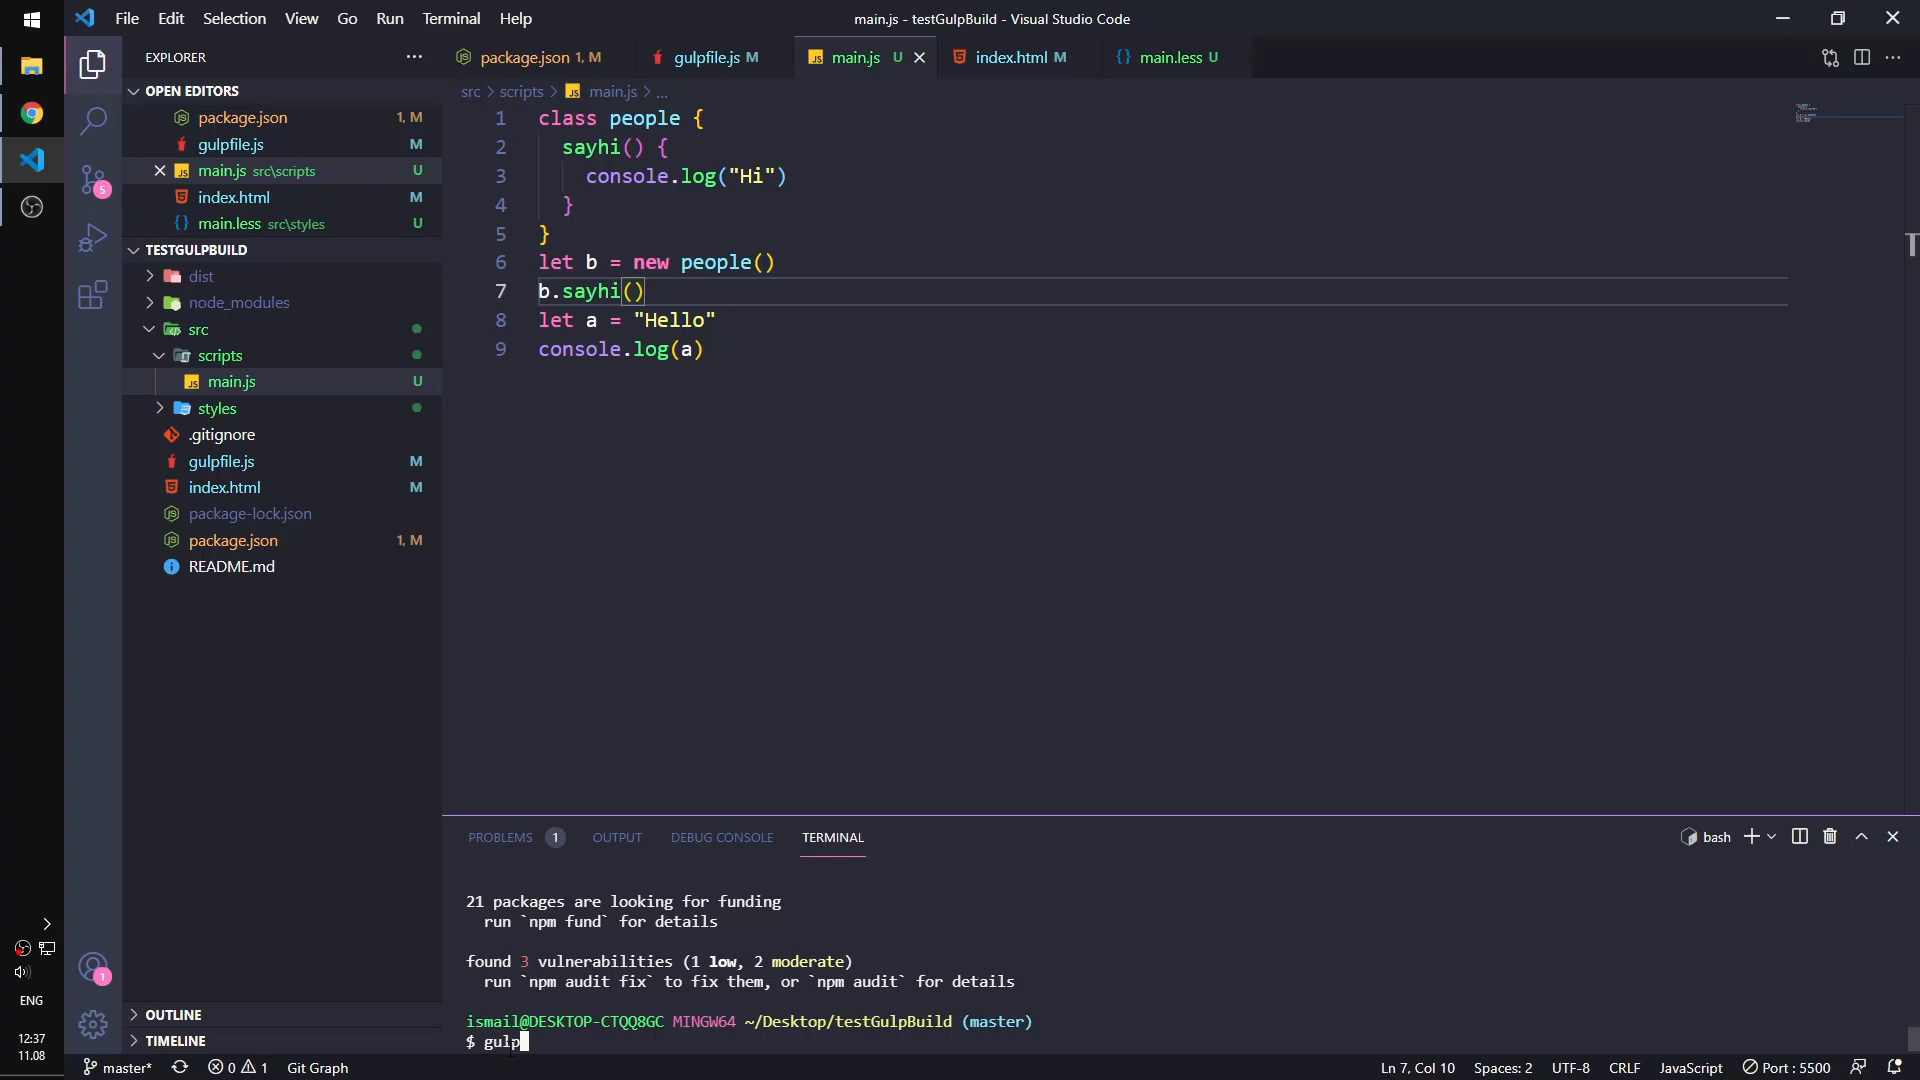 File Edit Selection View Go Run Terminal Help
main.js - testGulpBuild - Visual Studio Code
EXPLORER
package.json 1, M
gulpfile.js M
main.js U
index.html M
main.less U
OPEN EDITORS
package.json 1, M
gulpfile.js M
main.js src\scripts U
index.html M
main.less src\styles U
TESTGULPBUILD
dist
node_modules
src
scripts
main.js U
styles
.gitignore
gulpfile.js M
index.html M
package-lock.json
package.json 1, M
README.md
OUTLINE
TIMELINE
src > scripts > JS main.js > ...
1 class people {
2 sayhi() {
3 console.log("Hi")
4 }
5 }
6 let b = new people()
7 b.sayhi()
8 let a = "Hello"
9 console.log(a)
PROBLEMS 1 OUTPUT DEBUG CONSOLE TERMINAL
bash
21 packages are looking for funding
run `npm fund` for details
found 3 vulnerabilities (1 low, 2 moderate)
run `npm audit fix` to fix them, or `npm audit` for details
ismail@DESKTOP-CTQQ8GC MINGW64 ~/Desktop/testGulpBuild (master)
$ gulp
5
1
ENG
12:37
11.08
master* 0 1 Git Graph
Ln 7, Col 10 Spaces: 2 UTF-8 CRLF JavaScript Port : 5500